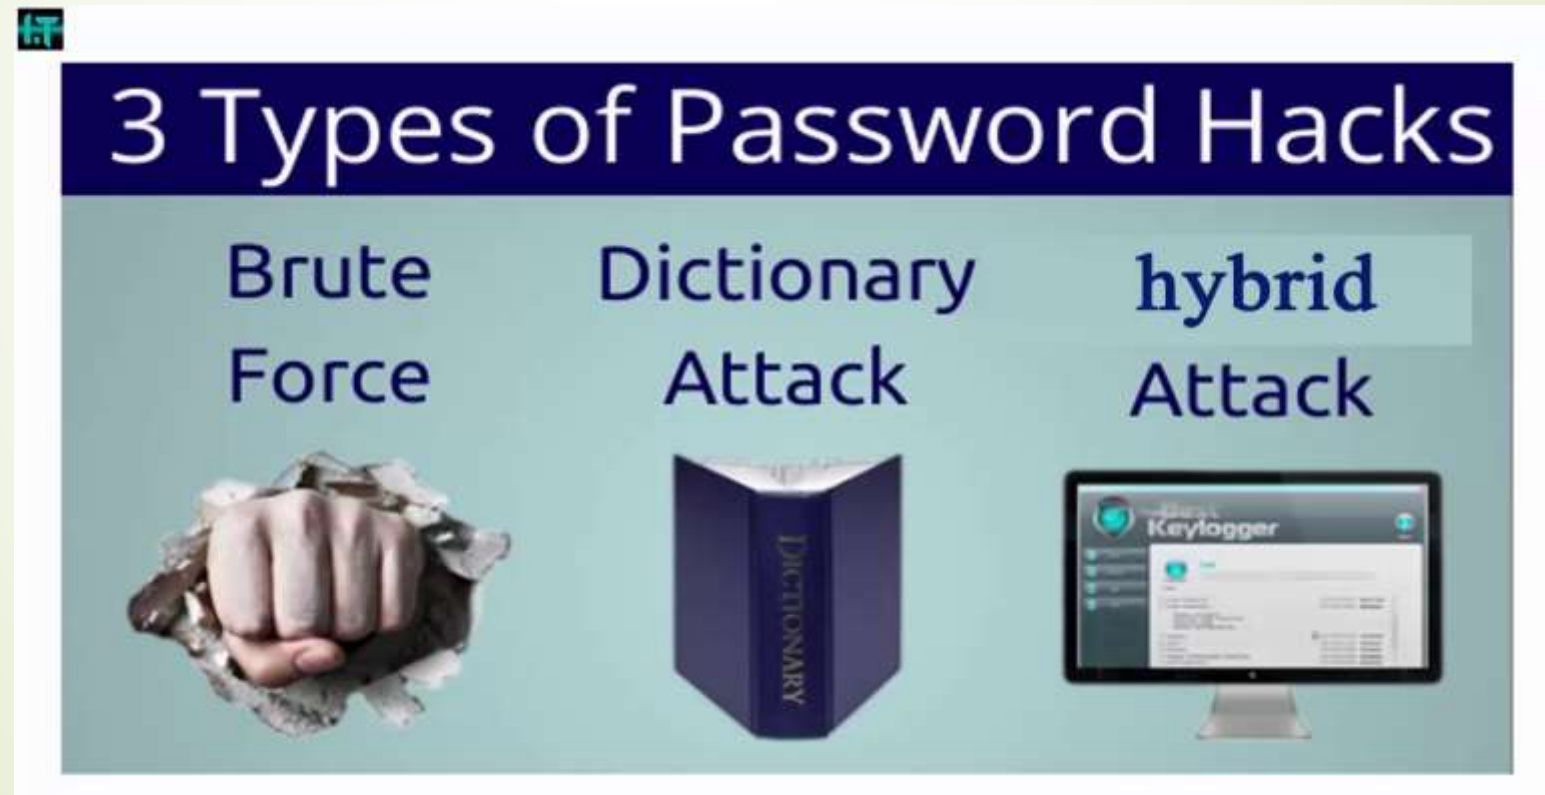 3 Types of Password Hacks
Brute
Force
Dictionary
Attack
hybrid
Attack
DICTIONARY
Keylogger